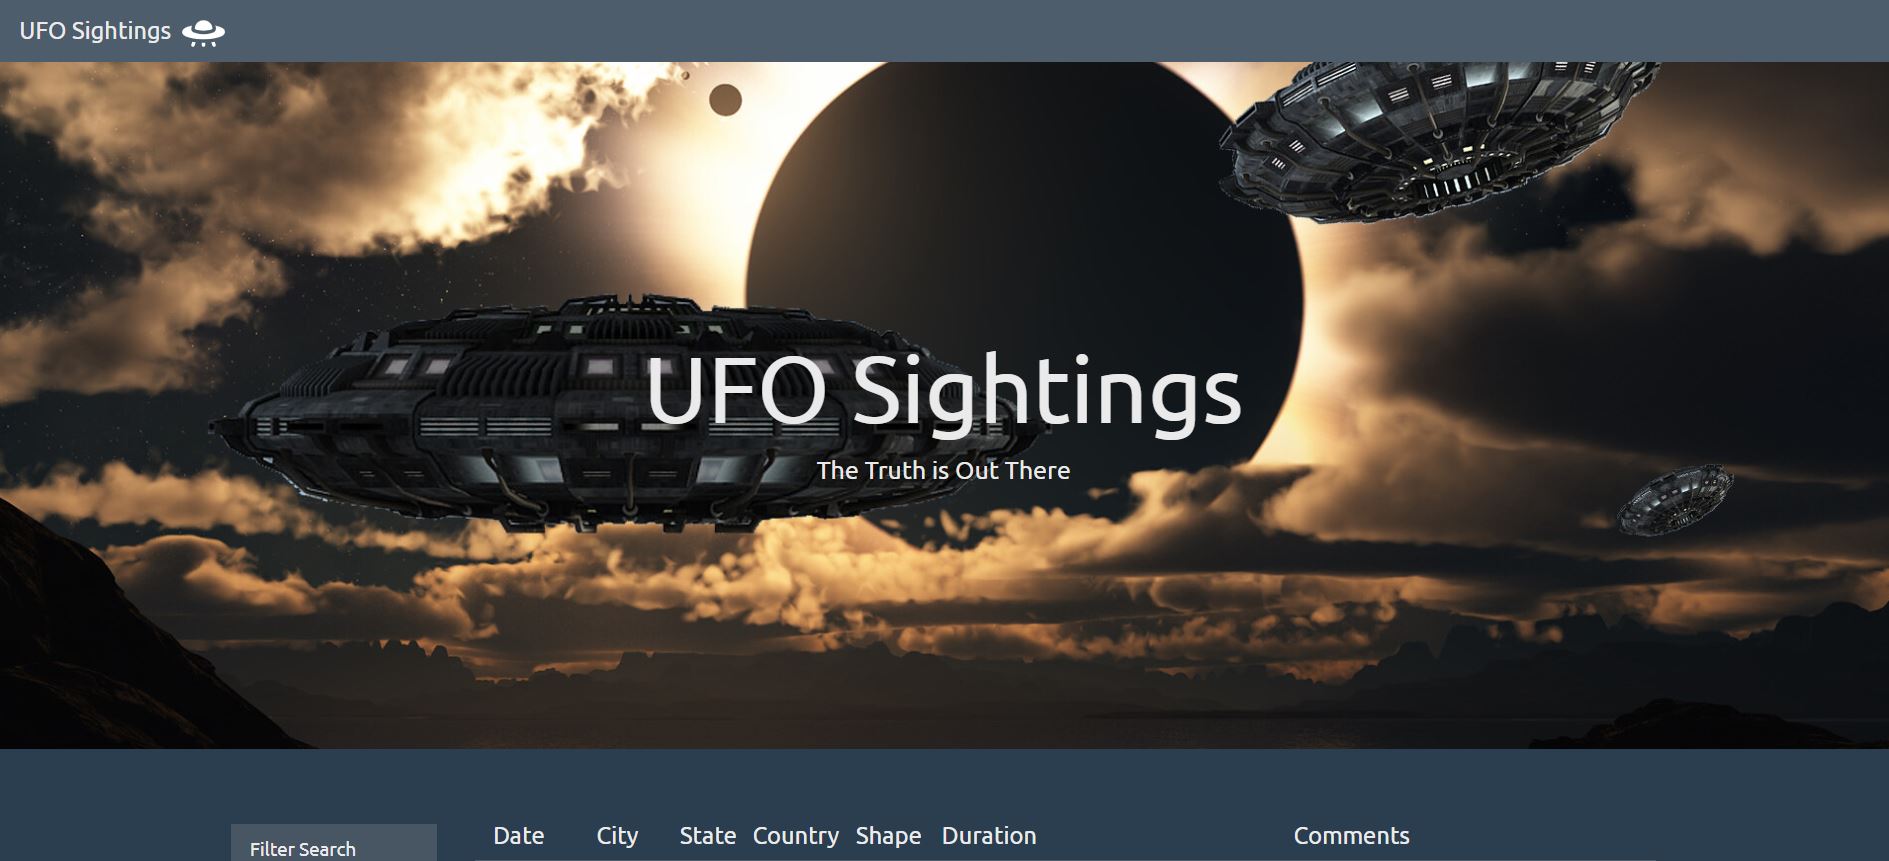 UFO Sightings
UFO Sightings
The Truth is Out There
Filter Search
Date City State Country Shape Duration Comments